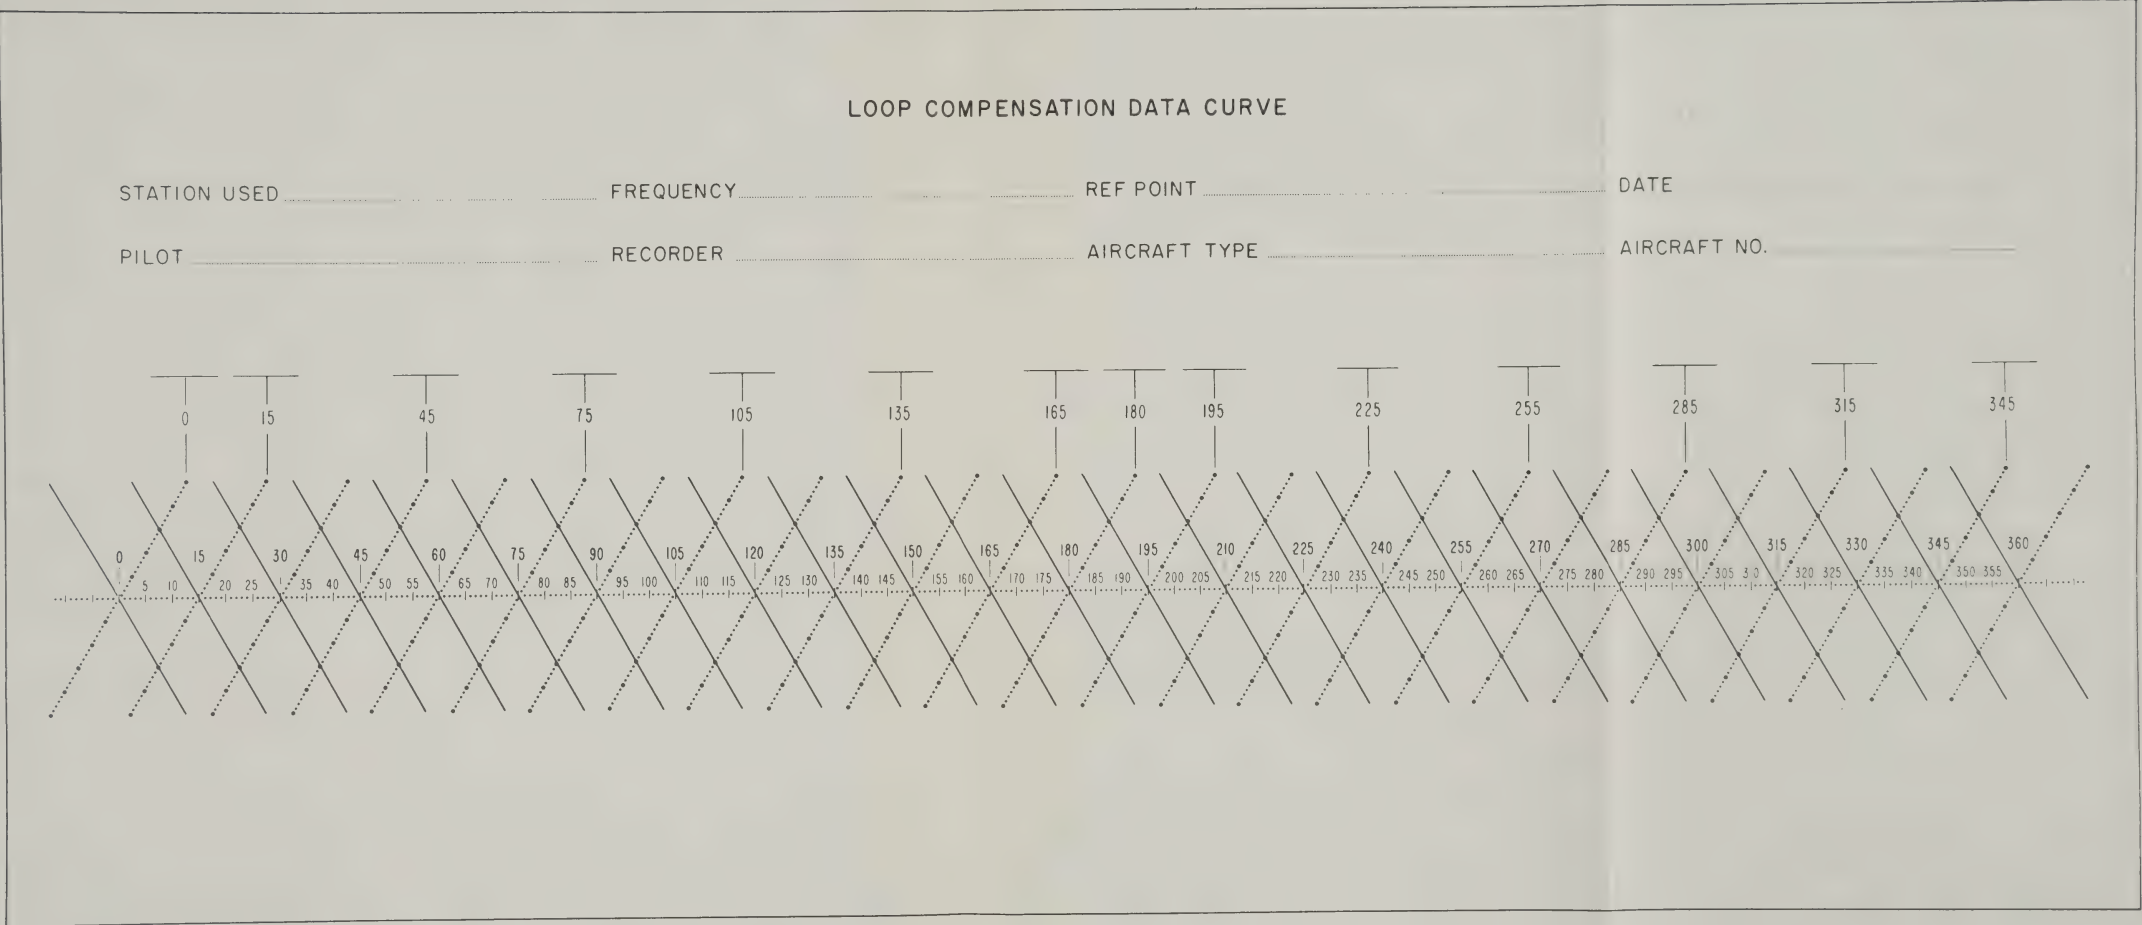 LOOP COMPENSATION DATA CURVE
STATION USED FREQUENCY REF POINT DATE
PILOT RECORDER AIRCRAFT TYPE AIRCRAFT NO.
0 15 45 75 105 135 165 180 195 225 255 285 315 345
0 15 30 45 60 75 90 105 120 135 150 165 180 195 210 225 240 255 270 285 300 315 330 345 360
5 10 20 25 35 40 50 55 65 70 80 85 95 100 110 115 125 130 140 145 155 160 170 175 185 190 200 205 215 220 230 235 245 250 260 265 275 280 290 295 305 3 0 320 325 335 340 350 355